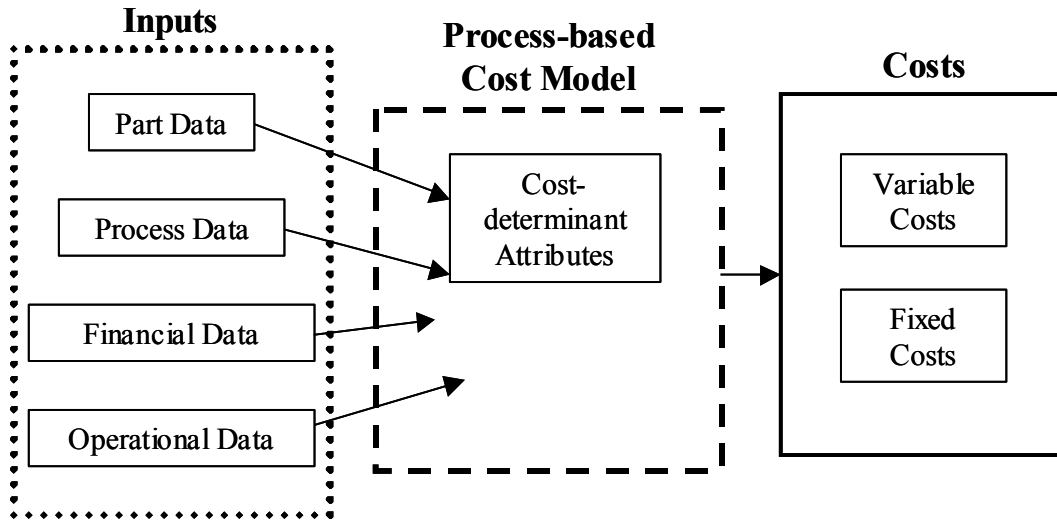 Inputs
Part Data
Process Data
Financial Data
Operational Data
Process-based
Cost Model
Cost-
determinant
Attributes
Costs
Variable
Costs
Fixed
Costs